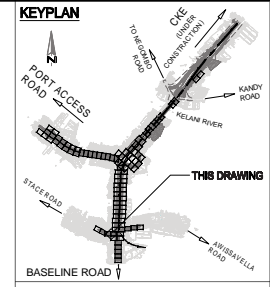 KEYPLAN
N
CKE
(UNDER
CONSTRACTION)
TO NEGOMBO
ROAD
PORT ACCESS
ROAD
KANDY
ROAD
KELANI RIVER
THIS DRAWING
STACE ROAD
AWISSAVELLA
ROAD
BASELINE ROAD